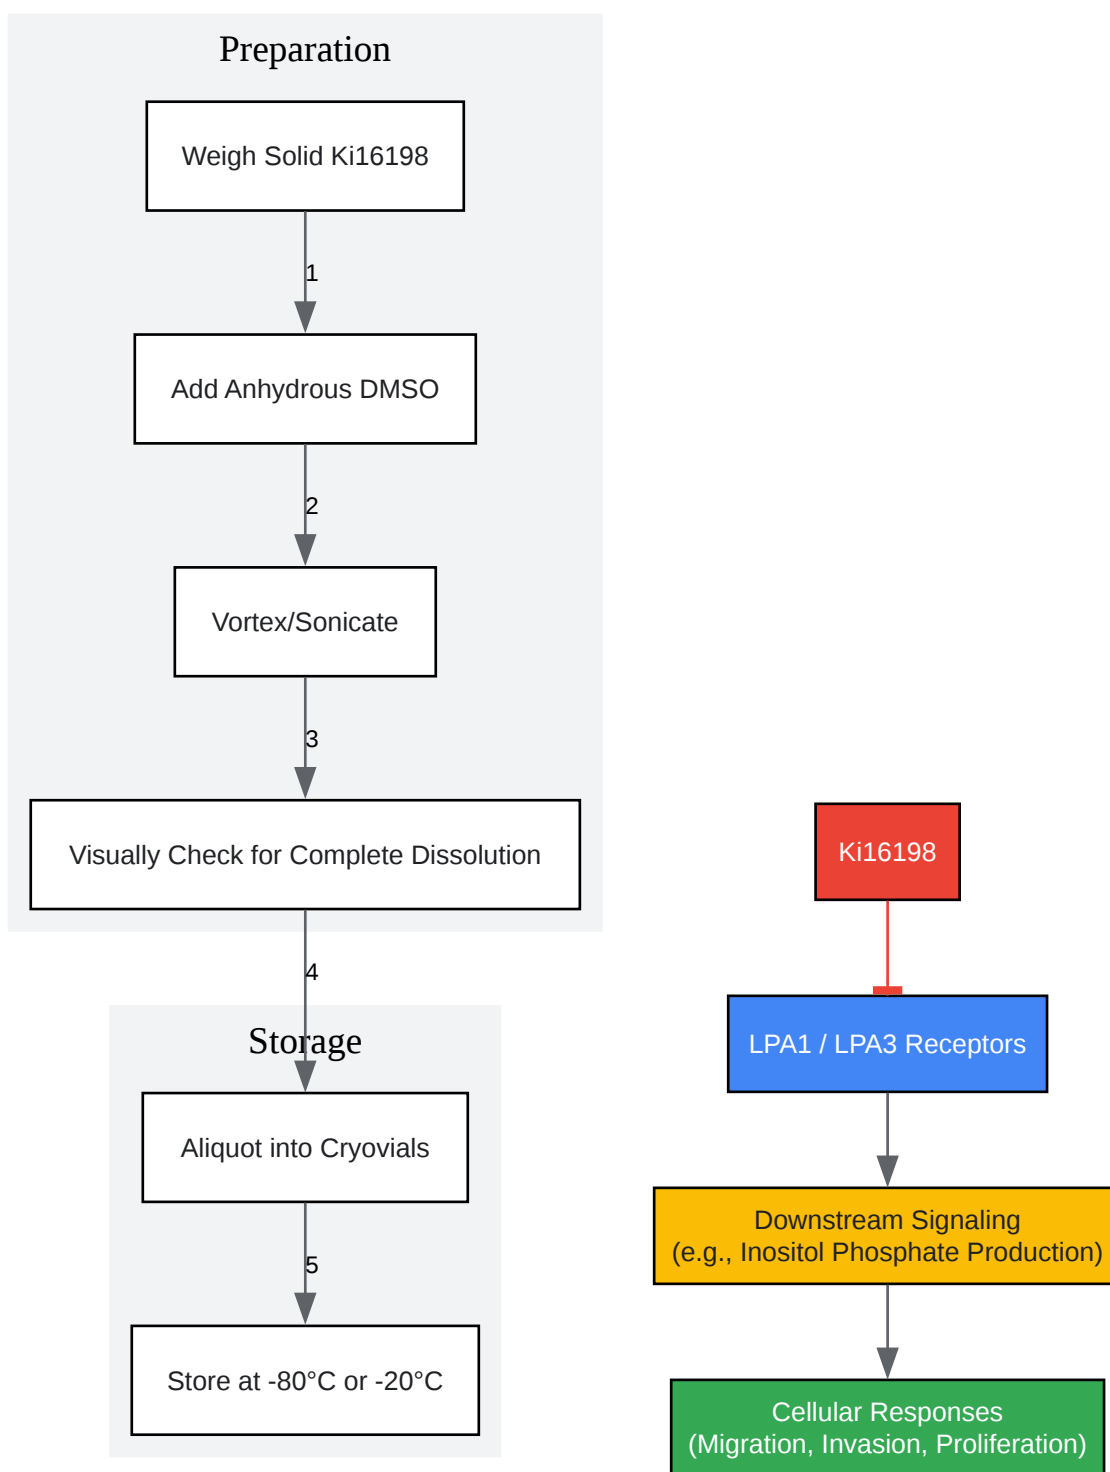 Preparation
Weigh Solid Ki16198
1
Add Anhydrous DMSO
2
Vortex/Sonicate
3
Visually Check for Complete Dissolution
4
Storage
Aliquot into Cryovials
5
Store at -80°C or -20°C
Ki16198
LPA1 / LPA3 Receptors
Downstream Signaling
(e.g., Inositol Phosphate Production)
Cellular Responses
(Migration, Invasion, Proliferation)